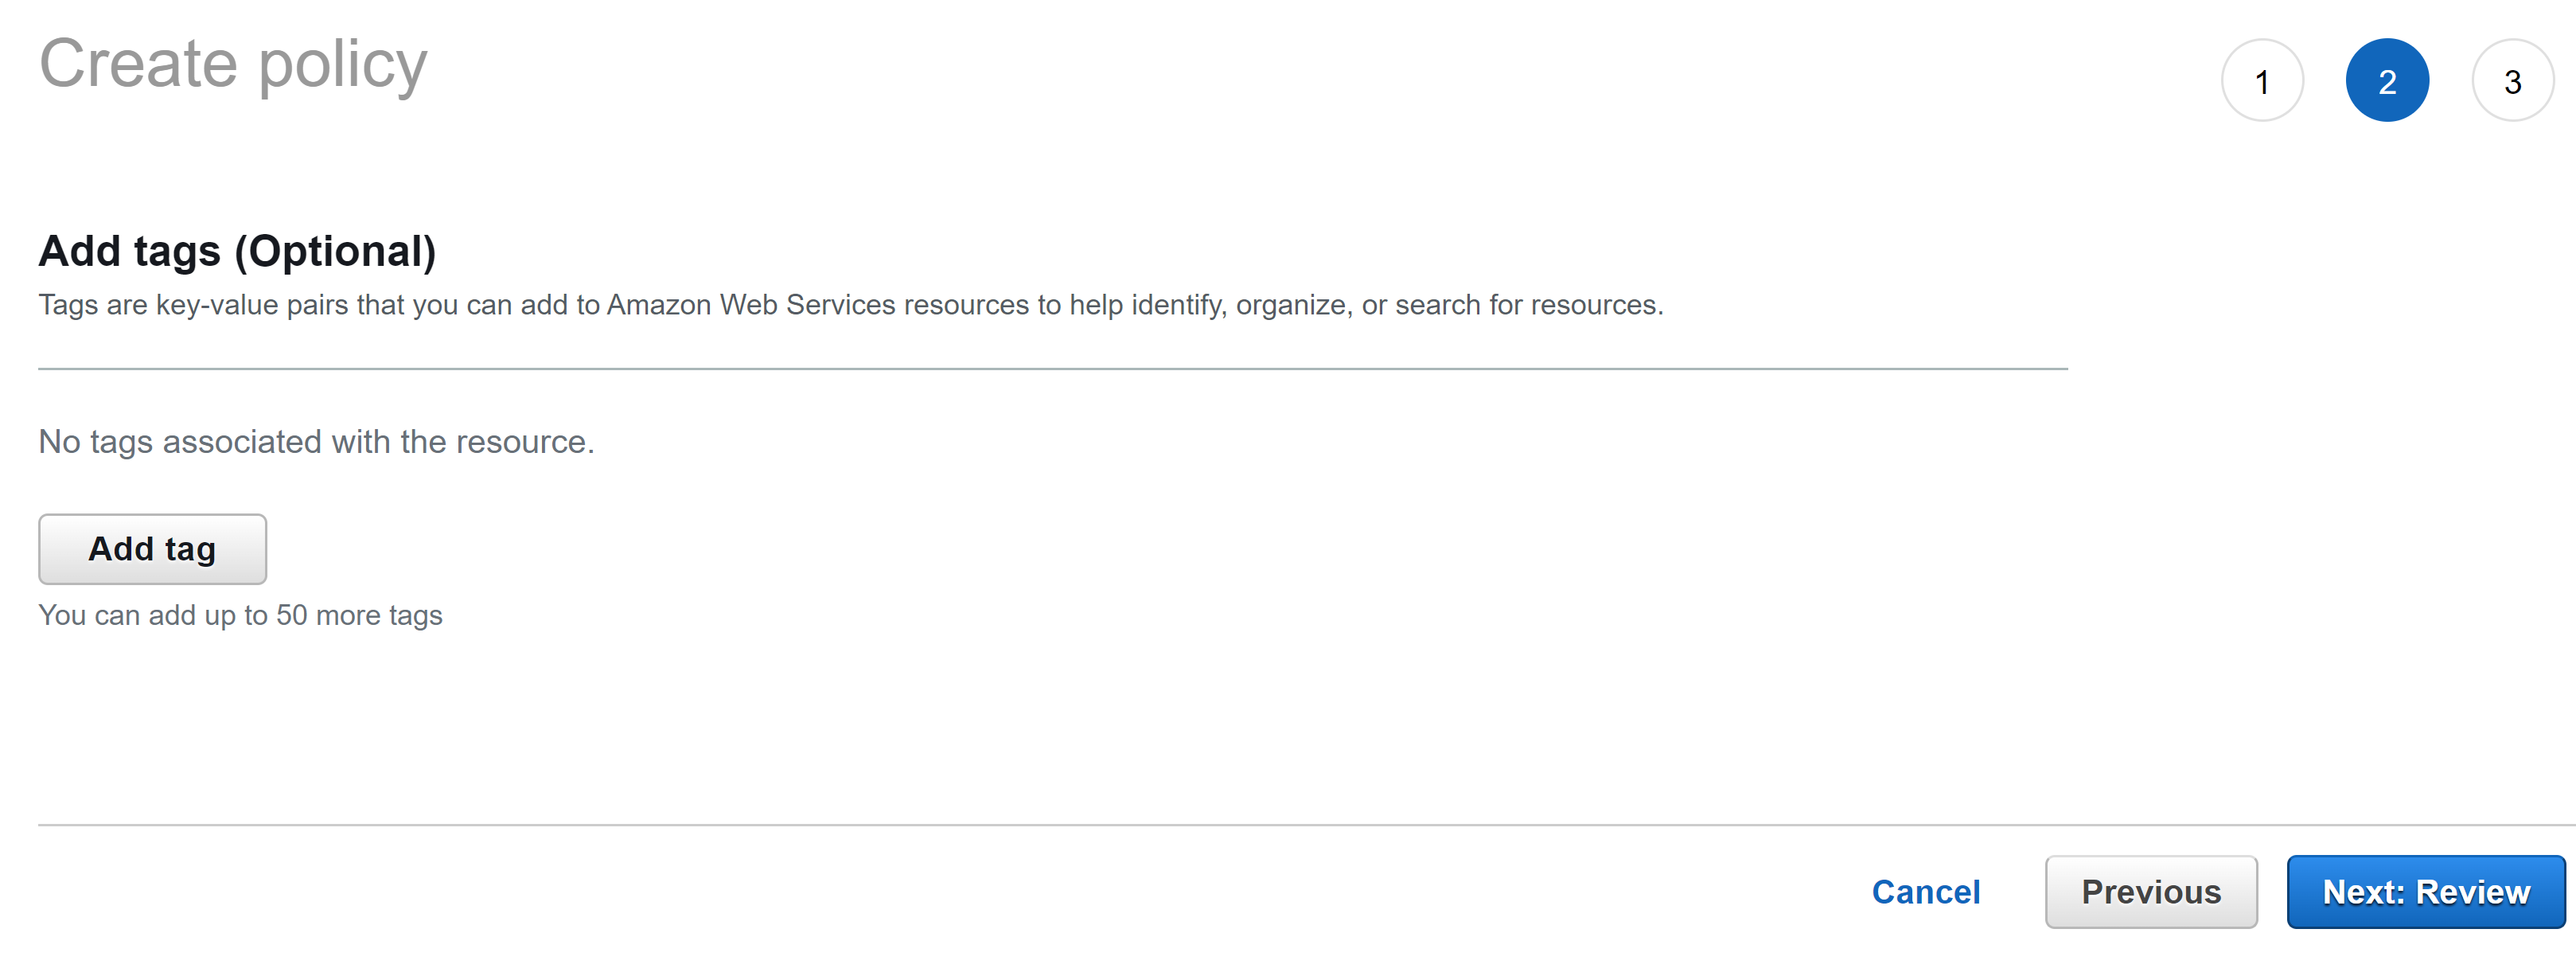 Create policy
1 2 3
Add tags (Optional)
Tags are key-value pairs that you can add to Amazon Web Services resources to help identify, organize, or search for resources.
No tags associated with the resource.
Add tag
You can add up to 50 more tags
Cancel Previous Next: Review